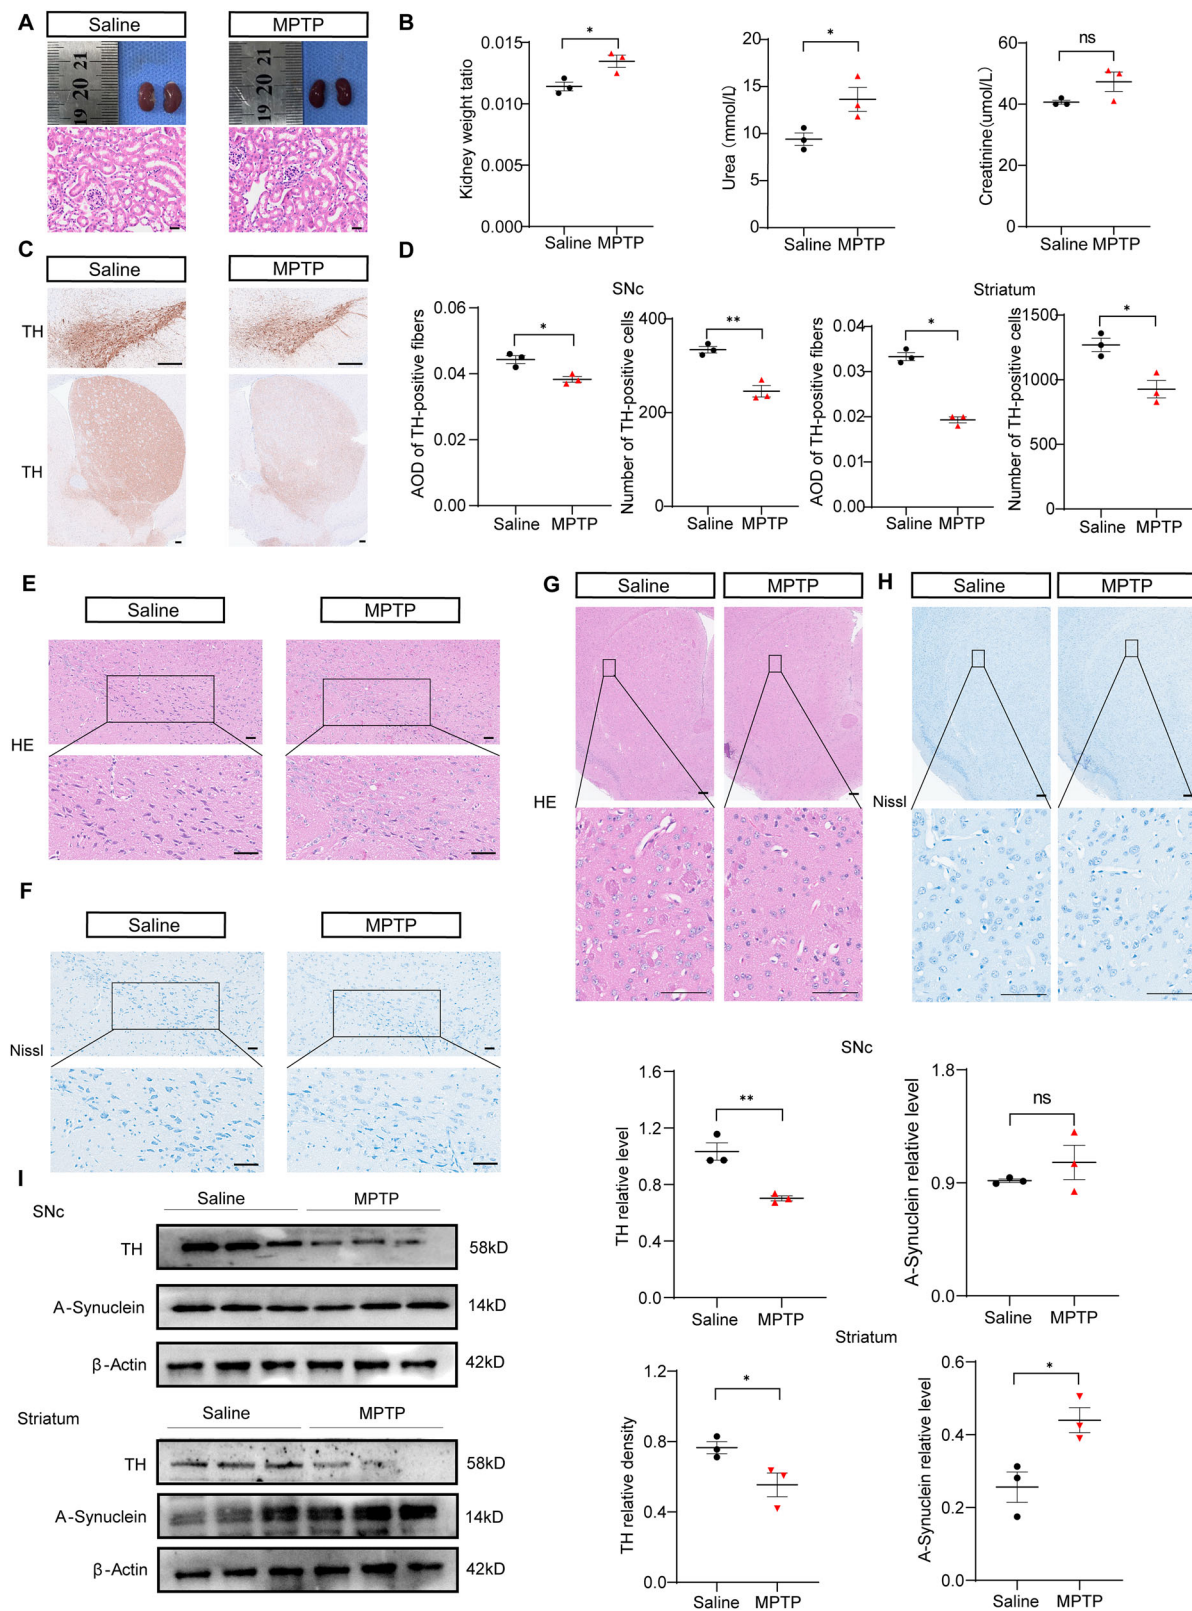 A
Saline
MPTP
19 20 21
19 20 21
B
Kidney weight tatio
0.015
0.010
0.005
0.000
*
Saline MPTP
Urea (mmol/L)
20
15
10
5
0
*
Saline MPTP
Creatinine(umol/L)
60
40
20
0
ns
Saline MPTP
C
Saline
MPTP
TH
TH
D
SNc
Striatum
AOD of TH-positive fibers
0.06
0.04
0.02
0.00
*
Saline MPTP
Number of TH-positive cells
400
200
0
**
Saline MPTP
AOD of TH-positive fibers
0.04
0.03
0.02
0.01
0.00
*
Saline MPTP
Number of TH-positive cells
1500
1000
500
0
*
Saline MPTP
E
Saline
MPTP
HE
F
Saline
MPTP
Nissl
G
Saline
MPTP
HE
H
Saline
MPTP
Nissl
I
SNc
Saline
MPTP
TH
58kD
A-Synuclein
14kD
β-Actin
42kD
Striatum
Saline
MPTP
TH
58kD
A-Synuclein
14kD
β-Actin
42kD
SNc
TH relative level
1.6
1.2
0.8
0.4
0.0
**
Saline MPTP
A-Synuclein relative level
1.8
0.9
0.0
ns
Saline MPTP
Striatum
TH relative density
1.2
0.8
0.4
0.0
*
Saline MPTP
A-Synuclein relative level
0.6
0.4
0.2
0.0
*
Saline MPTP